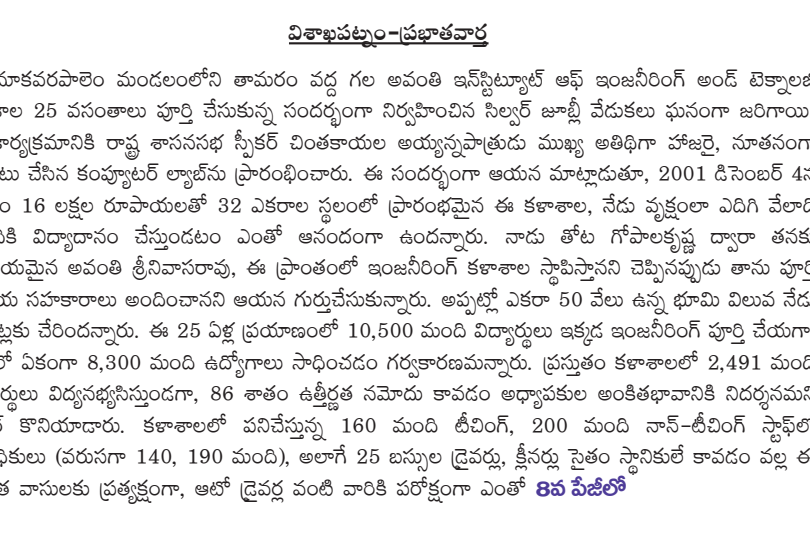 విశాఖపట్నం-ప్రభాతవార్త
మాకవరపాలెం మండలంలోని తామరం వద్ద గల అవంతి ఇన్‌స్టిట్యూట్ ఆఫ్ ఇంజనీరింగ్ అండ్ టెక్నాలజీ
25 వసంతాలు పూర్తి చేసుకున్న సందర్భంగా నిర్వహించిన సిల్వర్ జూబ్లీ వేడుకలు ఘనంగా జరిగాయి
కార్యక్రమానికి రాష్ట్ర శాసనసభ స్పీకర్ చింతకాయల అయ్యన్నపాత్రుడు ముఖ్య అతిథిగా హాజరై, నూతనంగా
చేసిన కంప్యూటర్ ల్యాబ్‌ను ప్రారంభించారు. ఈ సందర్భంగా ఆయన మాట్లాడుతూ, 2001 డిసెంబర్ 4న
16 లక్షల రూపాయలతో 32 ఎకరాల స్థలంలో ప్రారంభమైన ఈ కళాశాల, నేడు వృక్షంలా ఎదిగి వేలాది
విద్యాదానం చేస్తుండటం ఎంతో ఆనందంగా ఉందన్నారు. నాడు తోట గోపాలకృష్ణ ద్వారా తనకు
అవంతి శ్రీనివాసరావు, ఈ ప్రాంతంలో ఇంజనీరింగ్ కళాశాల స్థాపిస్తానని చెప్పినప్పుడు తాను పూర్తి
సహకారాలు అందించానని ఆయన గుర్తుచేసుకున్నారు. అప్పట్లో ఎకరా 50 వేలు ఉన్న భూమి విలువ నేడు
చేరిందన్నారు. ఈ 25 ఏళ్ల ప్రయాణంలో 10,500 మంది విద్యార్థులు ఇక్కడ ఇంజనీరింగ్ పూర్తి చేయగా
ఏకంగా 8,300 మంది ఉద్యోగాలు సాధించడం గర్వకారణమన్నారు. ప్రస్తుతం కళాశాలలో 2,491 మంది
విద్యనభ్యసిస్తుండగా, 86 శాతం ఉత్తీర్ణత నమోదు కావడం అధ్యాపకుల అంకితభావానికి నిదర్శనమని
కొనియాడారు. కళాశాలలో పనిచేస్తున్న 160 మంది టీచింగ్, 200 మంది నాన్-టీచింగ్ స్టాఫ్‌లో
(వరుసగా 140, 190 మంది), అలాగే 25 బస్సుల డ్రైవర్లు, క్లీనర్లు సైతం స్థానికులే కావడం వల్ల ఈ
వాసులకు ప్రత్యక్షంగా, ఆటో డ్రైవర్ల వంటి వారికి పరోక్షంగా ఎంతో 8వ పేజీలో